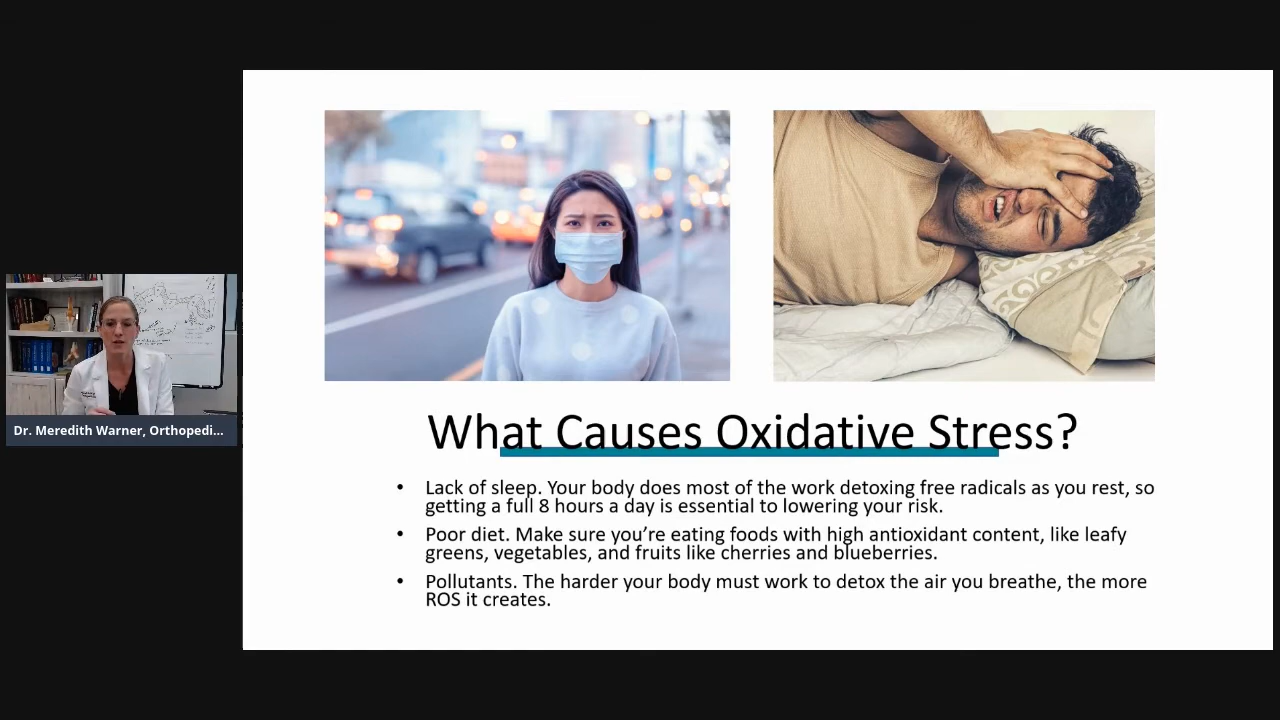 What Causes Oxidative Stress?
• Lack of sleep. Your body does most of the work detoxing free radicals as you rest, so
getting a full 8 hours a day is essential to lowering your risk.
• Poor diet. Make sure you’re eating foods with high antioxidant content, like leafy
greens, vegetables, and fruits like cherries and blueberries.
• Pollutants. The harder your body must work to detox the air you breathe, the more
ROS it creates.
Dr. Meredith Warner, Orthopedi...